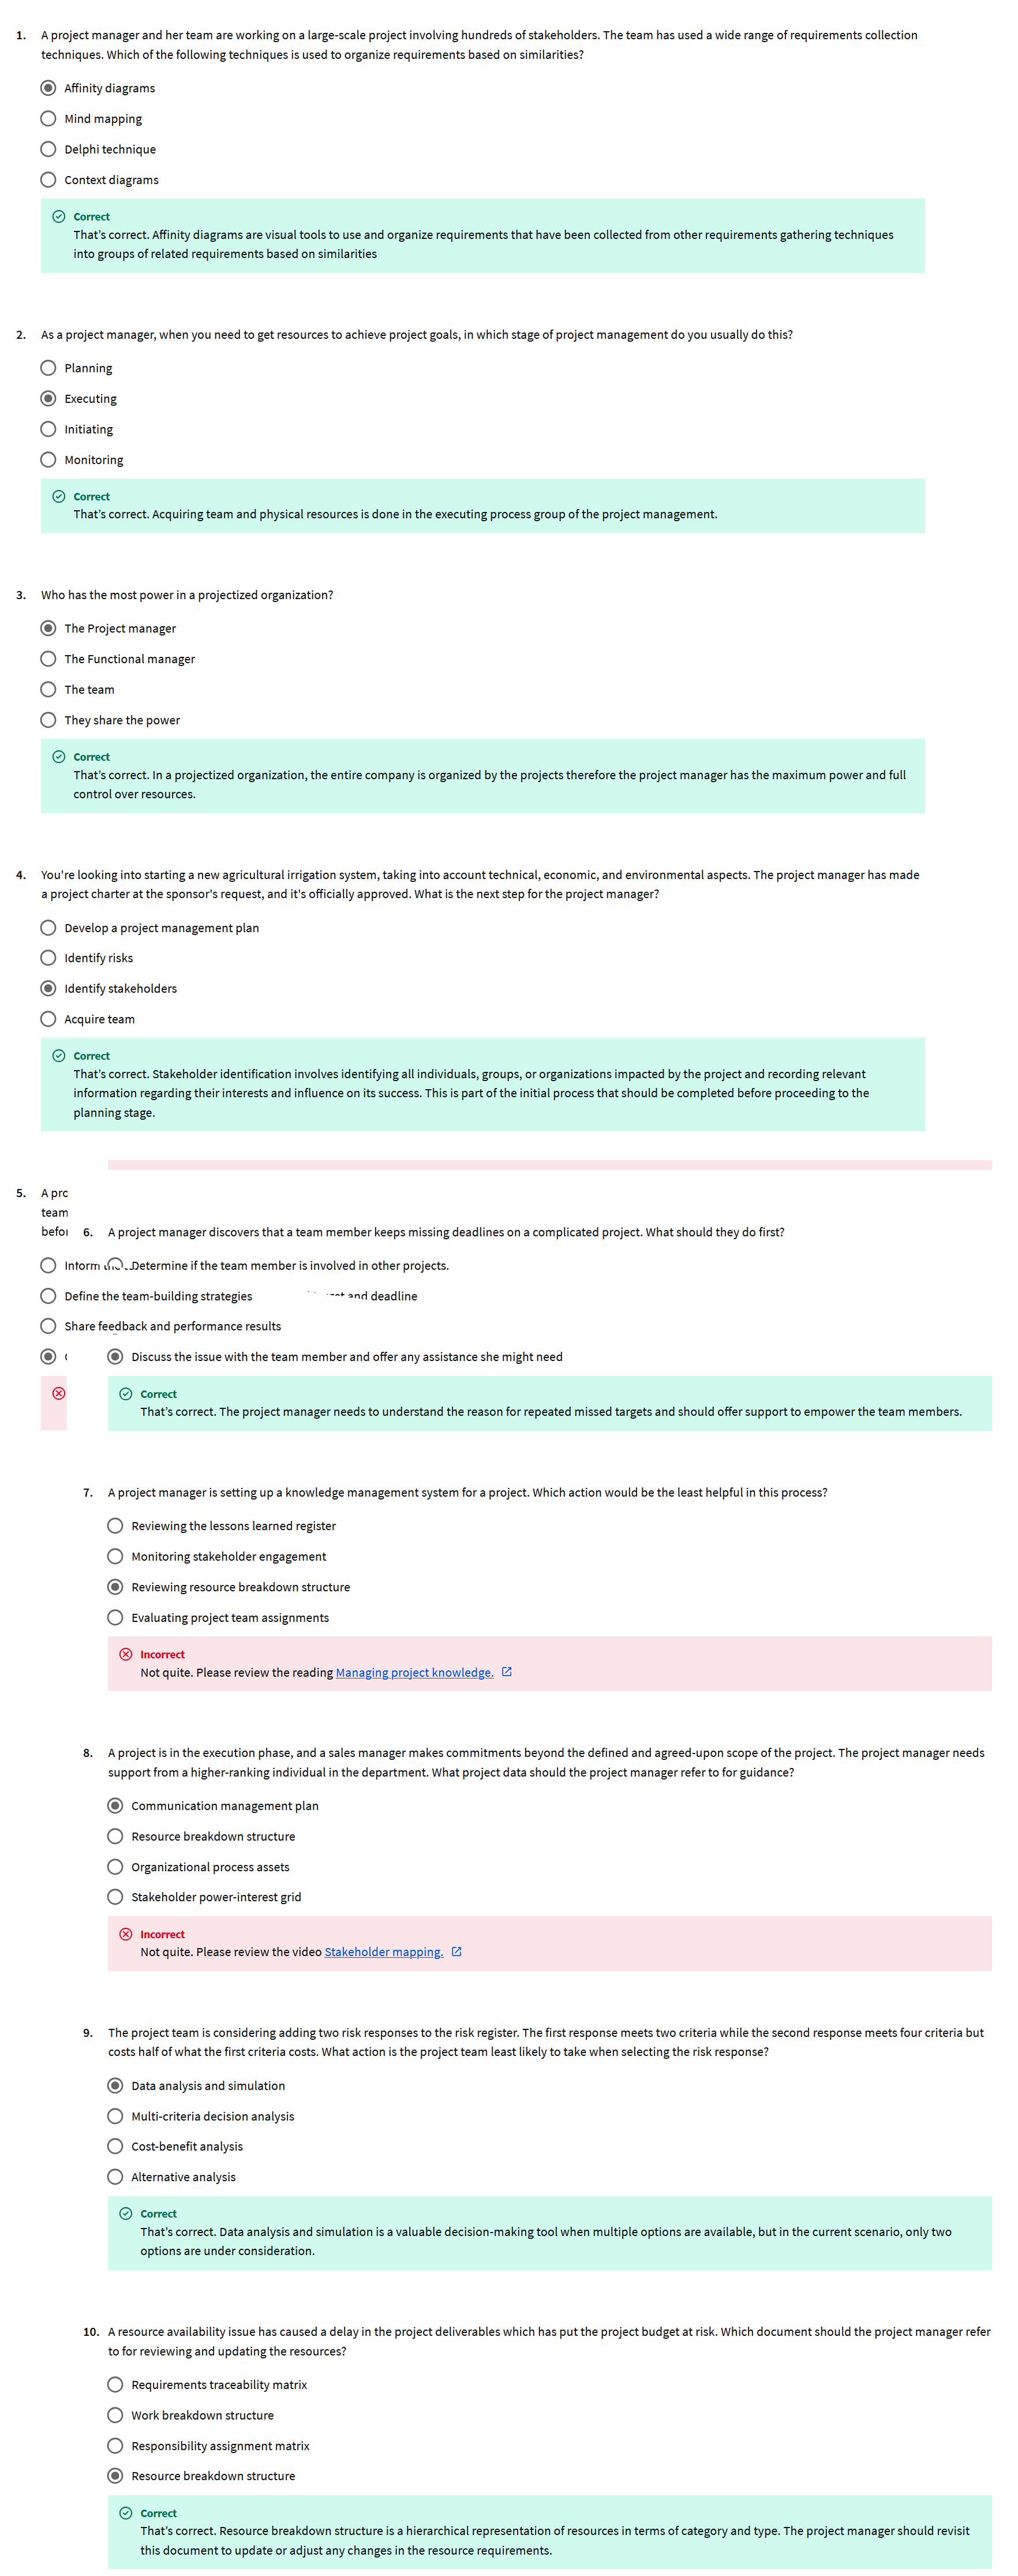 1. A project manager and her team are working on a large-scale project involving hundreds of stakeholders. The team has used a wide range of requirements collection
techniques. Which of the following techniques is used to organize requirements based on similarities?
Affinity diagrams
Mind mapping
Delphi technique
Context diagrams
Correct
That's correct. Affinity diagrams are visual tools to use and organize requirements that have been collected from other requirements gathering techniques
into groups of related requirements based on similarities
2. As a project manager, when you need to get resources to achieve project goals, in which stage of project management do you usually do this?
Planning
Executing
Initiating
Monitoring
Correct
That's correct. Acquiring team and physical resources is done in the executing process group of the project management.
3. Who has the most power in a projectized organization?
The Project manager
The Functional manager
The team
They share the power
Correct
That's correct. In a projectized organization, the entire company is organized by the projects therefore the project manager has the maximum power and full
control over resources.
4. You're looking into starting a new agricultural irrigation system, taking into account technical, economic, and environmental aspects. The project manager has made
a project charter at the sponsor's request, and it's officially approved. What is the next step for the project manager?
Develop a project management plan
Identify risks
Identify stakeholders
Acquire team
Correct
That's correct. Stakeholder identification involves identifying all individuals, groups, or organizations impacted by the project and recording relevant
information regarding their interests and influence on its success. This is part of the initial process that should be completed before proceeding to the
planning stage.
5. A pro
team
befor 6. A project manager discovers that a team member keeps missing deadlines on a complicated project. What should they do first?
Inform Determine if the team member is involved in other projects.
Define the team-building strategies and deadline
Share feedback and performance results
Discuss the issue with the team member and offer any assistance she might need
Correct
That's correct. The project manager needs to understand the reason for repeated missed targets and should offer support to empower the team members.
7. A project manager is setting up a knowledge management system for a project. Which action would be the least helpful in this process?
Reviewing the lessons learned register
Monitoring stakeholder engagement
Reviewing resource breakdown structure
Evaluating project team assignments
Incorrect
Not quite. Please review the reading Managing project knowledge.
8. A project is in the execution phase, and a sales manager makes commitments beyond the defined and agreed-upon scope of the project. The project manager needs
support from a higher-ranking individual in the department. What project data should the project manager refer to for guidance?
Communication management plan
Resource breakdown structure
Organizational process assets
Stakeholder power-interest grid
Incorrect
Not quite. Please review the video Stakeholder mapping.
9. The project team is considering adding two risk responses to the risk register. The first response meets two criteria while the second response meets four criteria but
costs half of what the first criteria costs. What action is the project team least likely to take when selecting the risk response?
Data analysis and simulation
Multi-criteria decision analysis
Cost-benefit analysis
Alternative analysis
Correct
That's correct. Data analysis and simulation is a valuable decision-making tool when multiple options are available, but in the current scenario, only two
options are under consideration.
10. A resource availability issue has caused a delay in the project deliverables which has put the project budget at risk. Which document should the project manager refer
to for reviewing and updating the resources?
Requirements traceability matrix
Work breakdown structure
Responsibility assignment matrix
Resource breakdown structure
Correct
That's correct. Resource breakdown structure is a hierarchical representation of resources in terms of category and type. The project manager should revisit
this document to update or adjust any changes in the resource requirements.